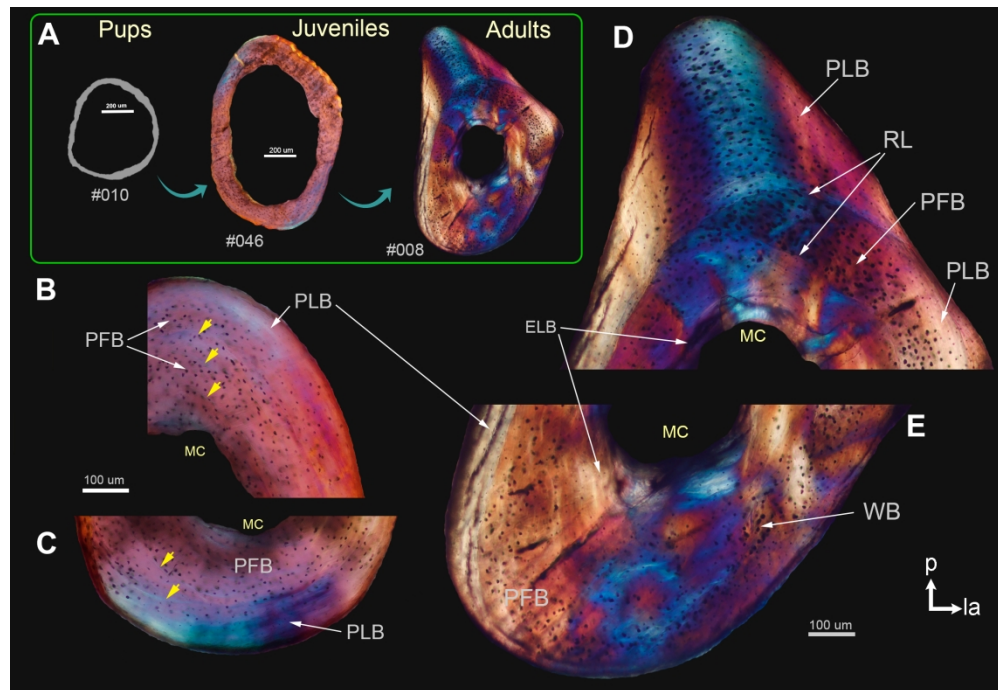 A Pups Juveniles Adults
200 um
200 um
#010
#046
#008
B
PLB
PFB
MC
100 um
C
MC
PFB
PLB
D
PLB
RL
PFB
PLB
ELB
MC
E
MC
WB
PFB
100 um
p
la